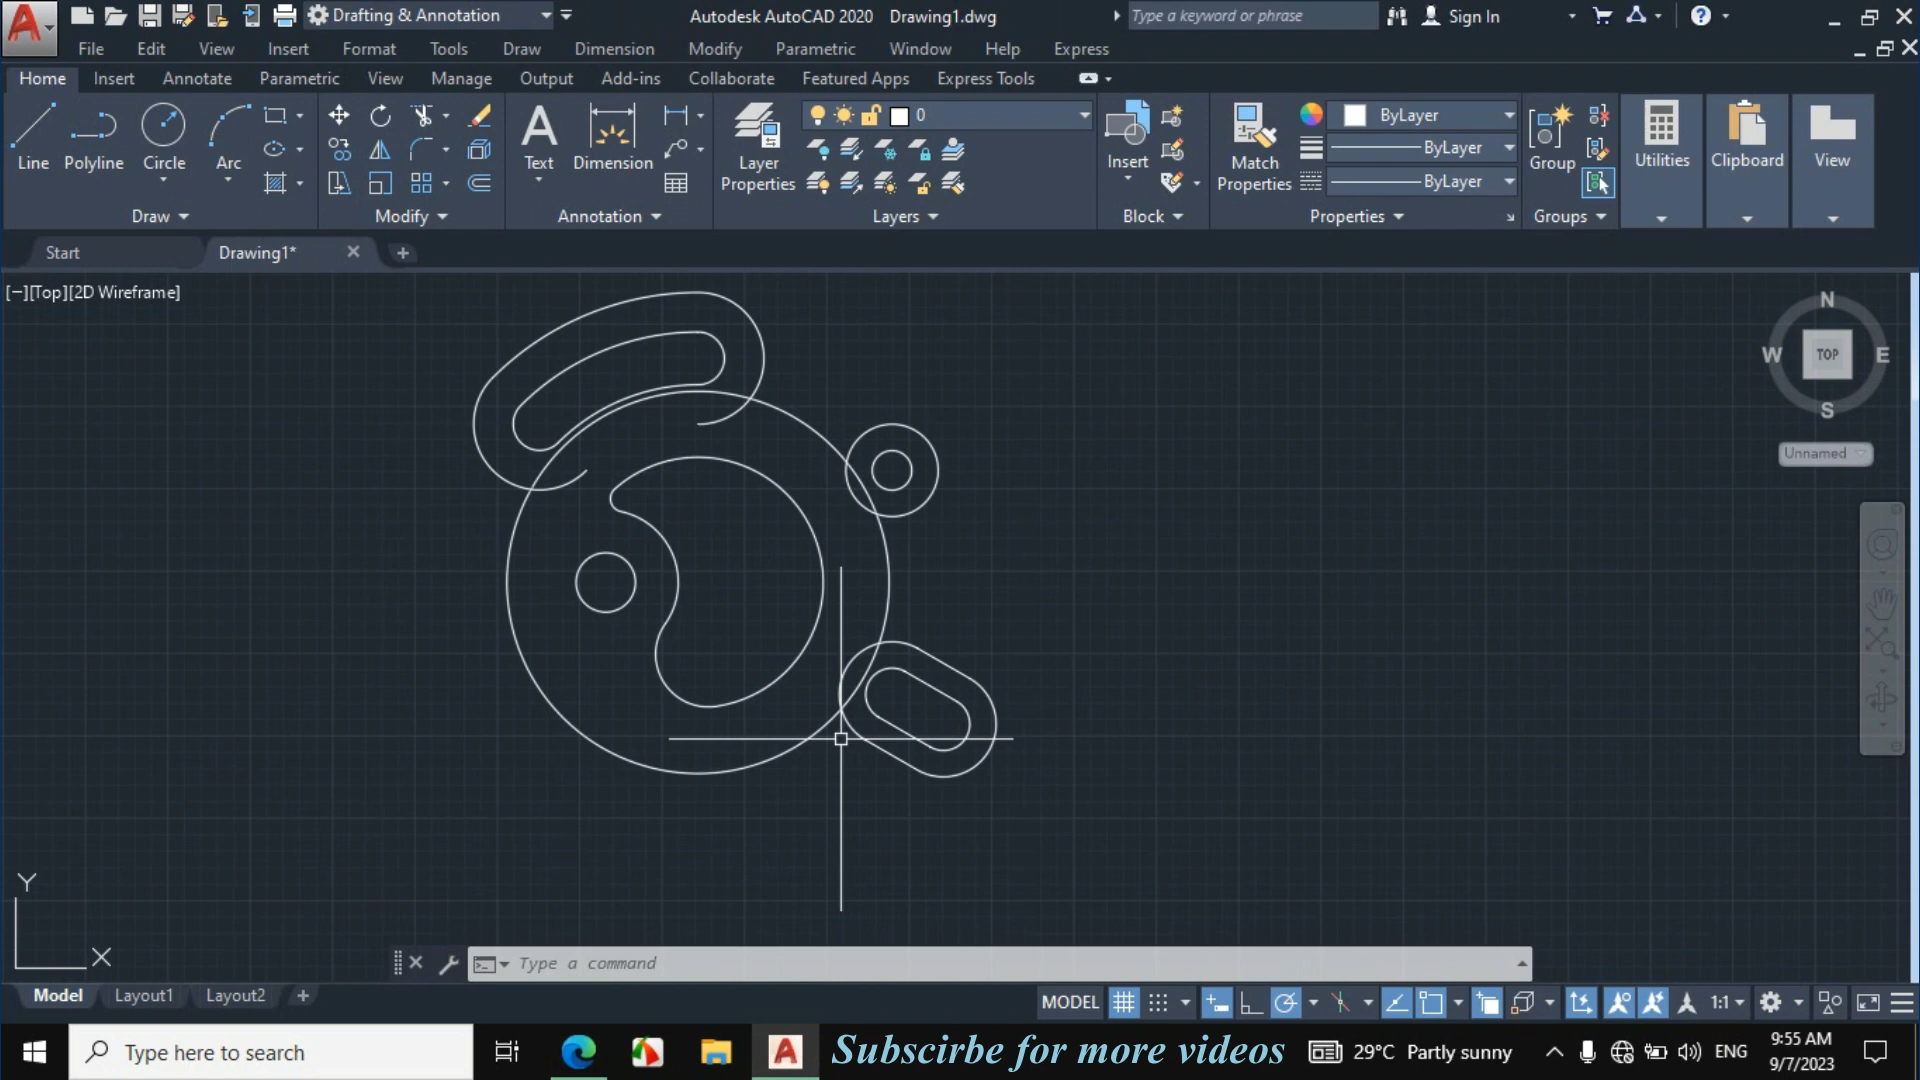 Drafting & Annotation
Autodesk AutoCAD 2020 Drawing1.dwg
Type a keyword or phrase
Sign In
File Edit View Insert Format Tools Draw Dimension Modify Parametric Window Help Express
Home Insert Annotate Parametric View Manage Output Add-ins Collaborate Featured Apps Express Tools
0
ByLayer
ByLayer
ByLayer
Line Polyline Circle Arc
Text Dimension
Layer Properties
Insert
Match Properties
Group
Utilities
Clipboard
View
Draw Modify Annotation Layers Block Properties Groups
Start Drawing1*
[−][Top][2D Wireframe]
N
W TOP E
S
Unnamed
Y
X
Type a command
Model Layout1 Layout2
MODEL
1:1
Type here to search
Subscirbe for more videos
29°C Partly sunny
ENG
9:55 AM
9/7/2023